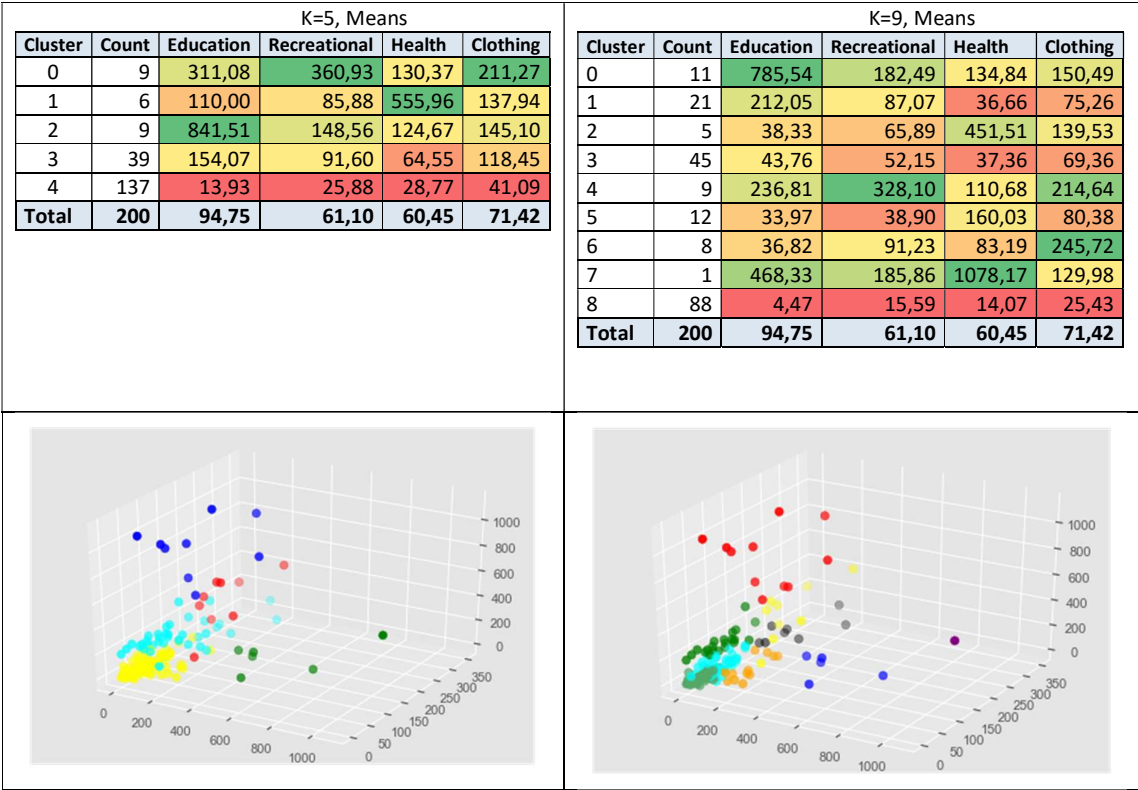 K=5, Means
Cluster Count Education Recreational Health Clothing
0 9 311,08 360,93 130,37 211,27
1 6 110,00 85,88 555,96 137,94
2 9 841,51 148,56 124,67 145,10
3 39 154,07 91,60 64,55 118,45
4 137 13,93 25,88 28,77 41,09
Total 200 94,75 61,10 60,45 71,42
K=9, Means
Cluster Count Education Recreational Health Clothing
0 11 785,54 182,49 134,84 150,49
1 21 212,05 87,07 36,66 75,26
2 5 38,33 65,89 451,51 139,53
3 45 43,76 52,15 37,36 69,36
4 9 236,81 328,10 110,68 214,64
5 12 33,97 38,90 160,03 80,38
6 8 36,82 91,23 83,19 245,72
7 1 468,33 185,86 1078,17 129,98
8 88 4,47 15,59 14,07 25,43
Total 200 94,75 61,10 60,45 71,42
1000
800
600
400
200
0
0 200 400 600 800 1000
0 50 100 150 200 250 300 350
1000
800
600
400
200
0
0 200 400 600 800 1000
0 50 100 150 200 250 300 350